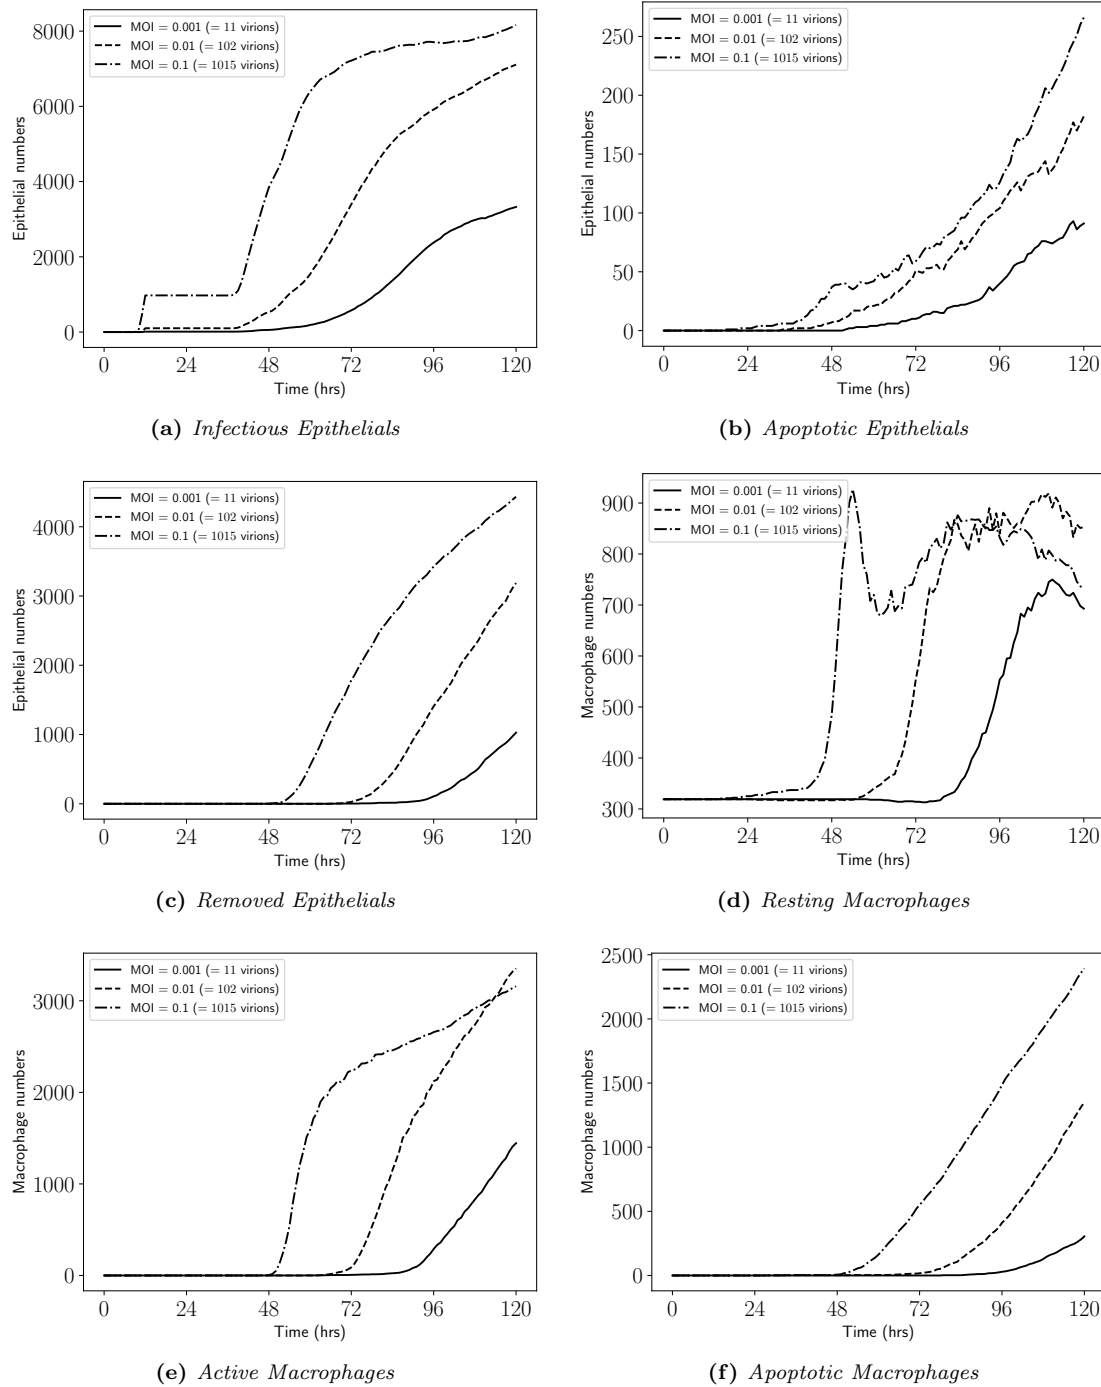 MOI = 0.001 (= 11 virions)
MOI = 0.01 (= 102 virions)
MOI = 0.1 (= 1015 virions)
Epithelial numbers
8000
6000
4000
2000
0
0 24 48 72 96 120
Time (hrs)
(a) Infectious Epithelials
MOI = 0.001 (= 11 virions)
MOI = 0.01 (= 102 virions)
MOI = 0.1 (= 1015 virions)
Epithelial numbers
250
200
150
100
50
0
0 24 48 72 96 120
Time (hrs)
(b) Apoptotic Epithelials
MOI = 0.001 (= 11 virions)
MOI = 0.01 (= 102 virions)
MOI = 0.1 (= 1015 virions)
Epithelial numbers
4000
3000
2000
1000
0
0 24 48 72 96 120
Time (hrs)
(c) Removed Epithelials
MOI = 0.001 (= 11 virions)
MOI = 0.01 (= 102 virions)
MOI = 0.1 (= 1015 virions)
Macrophage numbers
900
800
700
600
500
400
300
0 24 48 72 96 120
Time (hrs)
(d) Resting Macrophages
MOI = 0.001 (= 11 virions)
MOI = 0.01 (= 102 virions)
MOI = 0.1 (= 1015 virions)
Macrophage numbers
3000
2000
1000
0
0 24 48 72 96 120
Time (hrs)
(e) Active Macrophages
MOI = 0.001 (= 11 virions)
MOI = 0.01 (= 102 virions)
MOI = 0.1 (= 1015 virions)
Macrophage numbers
2500
2000
1500
1000
500
0
0 24 48 72 96 120
Time (hrs)
(f) Apoptotic Macrophages